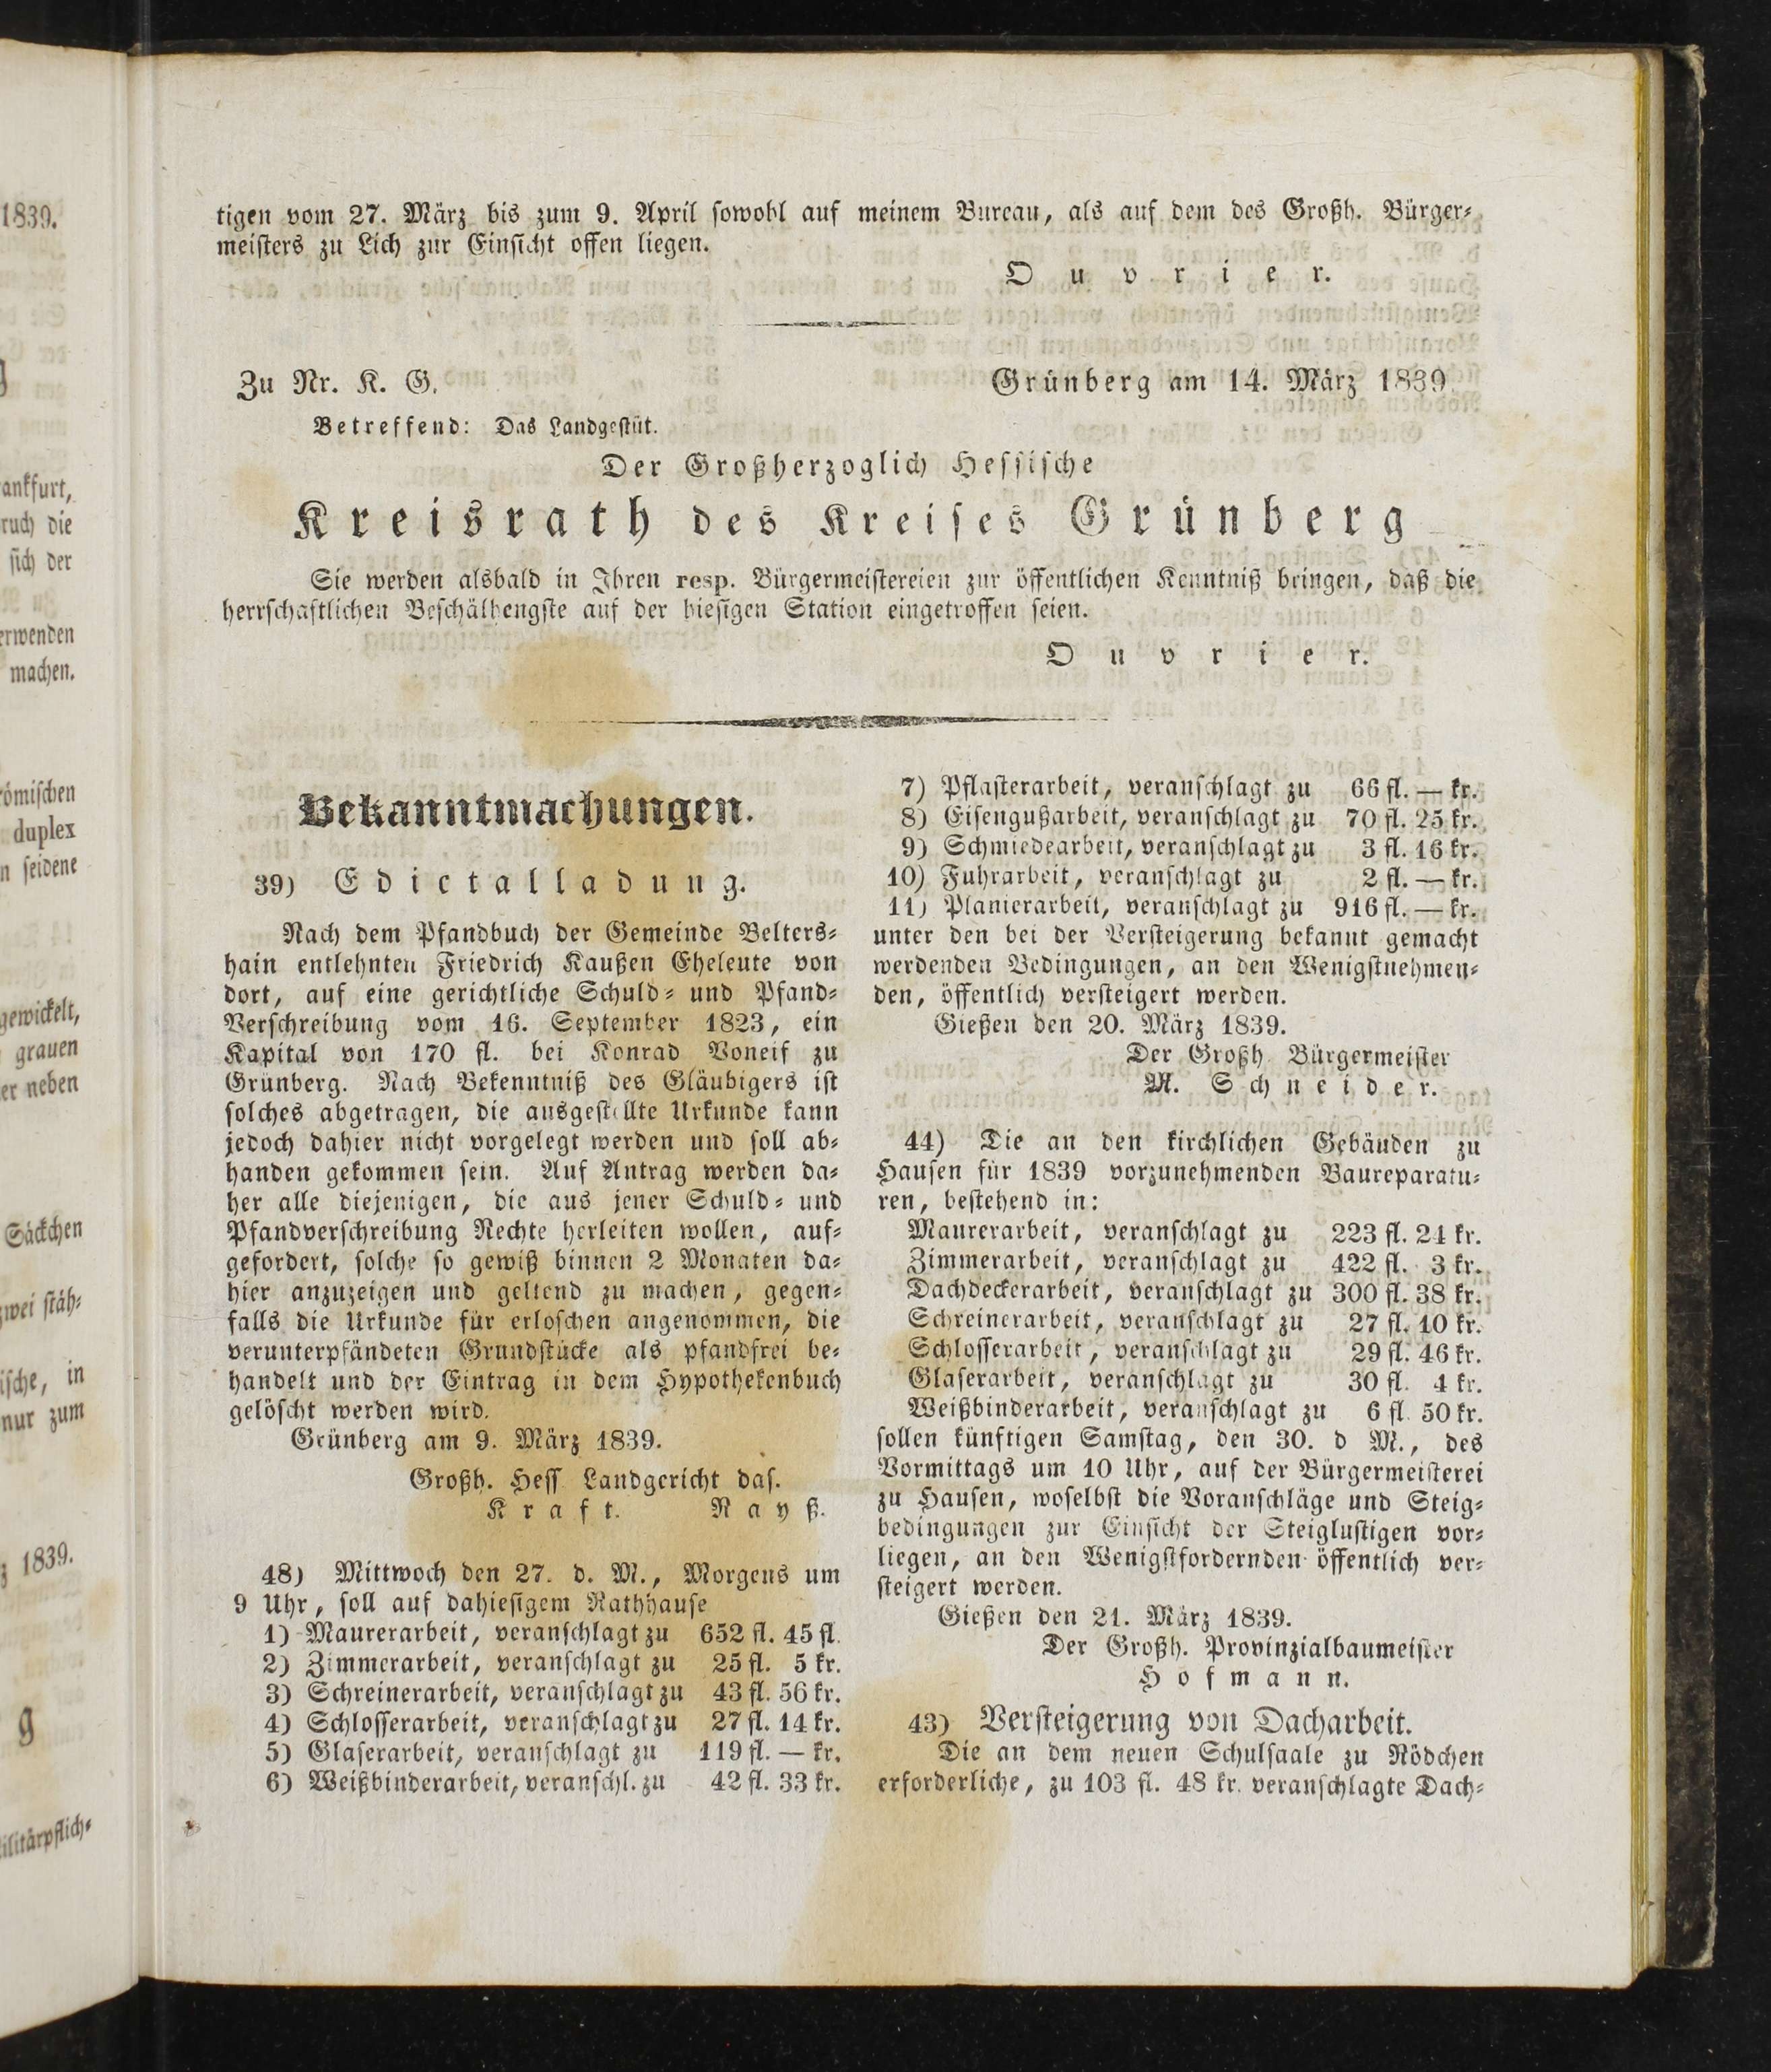 tigen vom 27. März bis zum 9. April sowohl auf meinem Bureau, als auf dem des Großh. Bürger-
meisters zu Lich zur Einsicht offen liegen.
Ouvrier.
Zu Nr. K. G.
Grünberg am 14. März 1839
Betreffend: Das Landgestüt.
Der Großherzoglich Hessische
Kreisrath des Kreises Grünberg
Sie werden alsbald in Ihren resp. Bürgermeistereien zur öffentlichen Kenntniß bringen, daß die
herrschaftlichen Beschälhengste auf der hiesigen Station eingetroffen seien.
Ouvrier.
Bekanntmachungen.
39) Edictalladung.
Nach dem Pfandbuch der Gemeinde Belters-
hain entlehnten Friedrich Kaußen Eheleute von
dort, auf eine gerichtliche Schuld- und Pfand-
Verschreibung vom 16. September 1823, ein
Kapital von 170 fl. bei Konrad Voneif zu
Grünberg. Nach Bekenntniß des Gläubigers ist
solches abgetragen, die ausgestellte Urkunde kann
jedoch dahier nicht vorgelegt werden und soll ab-
handen gekommen sein. Auf Antrag werden da-
her alle diejenigen, die aus jener Schuld- und
Pfandverschreibung Rechte herleiten wollen, auf-
gefordert, solche so gewiß binnen 2 Monaten da-
hier anzuzeigen und geltend zu machen, gegen-
falls die Urkunde für erloschen angenommen, die
verunterpfändeten Grundstücke als pfandfrei be-
handelt und der Eintrag in dem Hypothekenbuch
gelöscht werden wird.
Grünberg am 9. März 1839.
Großh. Hess Landgericht das.
Kraft. Nayß.
48) Mittwoch den 27. d. M., Morgens um
9 Uhr, soll auf dahiesigem Rathhause
1) Maurerarbeit, veranschlagt zu 652 fl. 45 fl.
2) Zimmerarbeit, veranschlagt zu 25 fl. 5 kr.
3) Schreinerarbeit, veranschlagt zu 43 fl. 56 kr.
4) Schlosserarbeit, veranschlagt zu 27 fl. 14 kr.
5) Glaserarbeit, veranschlagt zu 119 fl. — kr.
6) Weißbinderarbeit, veranschl. zu 42 fl. 33 kr.
7) Pflasterarbeit, veranschlagt zu 66 fl. — kr.
8) Eisengußarbeit, veranschlagt zu 70 fl. 25 kr.
9) Schmiedearbeit, veranschlagt zu 3 fl. 16 kr.
10) Fuhrarbeit, veranschlagt zu 2 fl. — kr.
11) Planierarbeit, veranschlagt zu 916 fl. — kr.
unter den bei der Versteigerung bekannt gemacht
werdenden Bedingungen, an den Wenigstnehmen-
den, öffentlich versteigert werden.
Gießen den 20. März 1839.
Der Großh Bürgermeister
M. Schneider.
44) Die an den kirchlichen Gebäuden zu
Hausen für 1839 vorzunehmenden Baureparatu-
ren, bestehend in:
Maurerarbeit, veranschlagt zu 223 fl. 24 kr.
Zimmerarbeit, veranschlagt zu 422 fl. 3 kr.
Dachdeckerarbeit, veranschlagt zu 300 fl. 38 kr.
Schreinerarbeit, veranschlagt zu 27 fl. 10 kr.
Schlosserarbeit, veranschlagt zu 29 fl. 46 kr.
Glaserarbeit, veranschlagt zu 30 fl. 4 kr.
Weißbinderarbeit, veranschlagt zu 6 fl 50 kr.
sollen künftigen Samstag, den 30. d M., des
Vormittags um 10 Uhr, auf der Bürgermeisterei
zu Hausen, woselbst die Voranschläge und Steig-
bedingungen zur Einsicht der Steiglustigen vor-
liegen, an den Wenigstfordernden öffentlich ver-
steigert werden.
Gießen den 21. März 1839.
Der Großh. Provinzialbaumeister
Hofmann.
43) Versteigerung von Dacharbeit.
Die an dem neuen Schulsaale zu Rödchen
erforderliche, zu 103 fl. 48 kr. veranschlagte Dach-